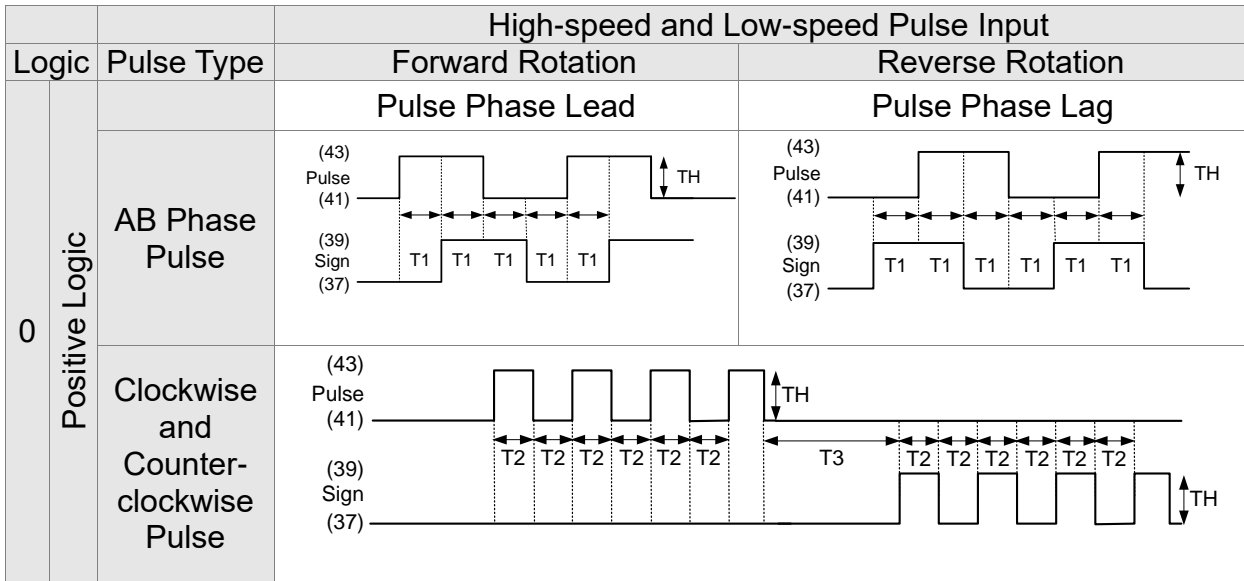 High-speed and Low-speed Pulse Input
Logic Pulse Type Forward Rotation Reverse Rotation
0
Positive Logic
Pulse Phase Lead Pulse Phase Lag
AB Phase
Pulse
(43)
Pulse
(41)
TH
(39)
Sign
(37)
T1 T1 T1 T1 T1
(43)
Pulse
(41)
TH
(39)
Sign
(37)
T1 T1 T1 T1 T1 T1
Clockwise
and
Counter-
clockwise
Pulse
(43)
Pulse
(41)
TH
T2 T2 T2 T2 T2 T2 T3 T2 T2 T2 T2 T2 T2
(39)
Sign
(37)
TH